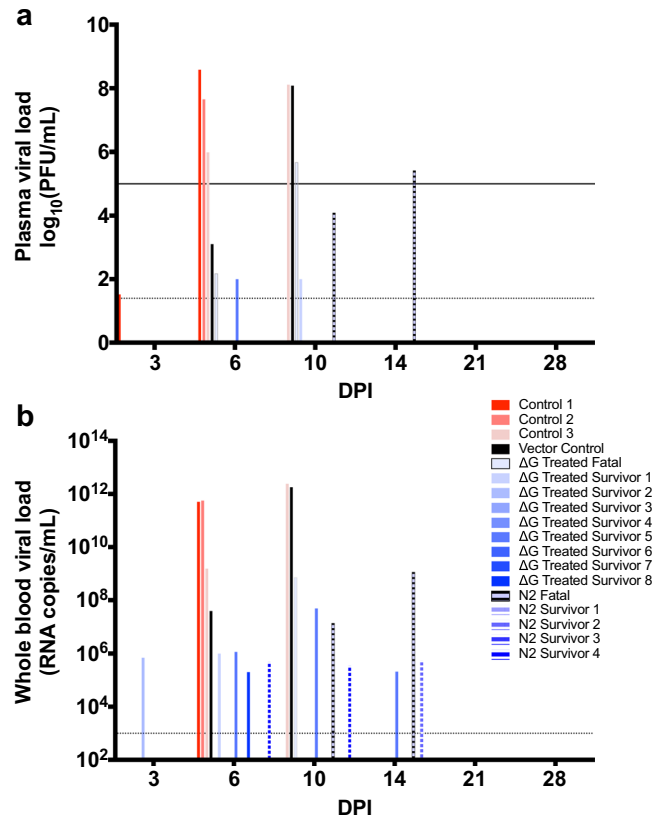 a
Plasma viral load
log10(PFU/mL)
10
8
6
4
2
0
3 6 10 14 21 28
DPI
b
Whole blood viral load
(RNA copies/mL)
10^14
10^12
10^10
10^8
10^6
10^4
10^2
3 6 10 14 21 28
DPI
Control 1
Control 2
Control 3
Vector Control
ΔG Treated Fatal
ΔG Treated Survivor 1
ΔG Treated Survivor 2
ΔG Treated Survivor 3
ΔG Treated Survivor 4
ΔG Treated Survivor 5
ΔG Treated Survivor 6
ΔG Treated Survivor 7
ΔG Treated Survivor 8
N2 Fatal
N2 Survivor 1
N2 Survivor 2
N2 Survivor 3
N2 Survivor 4